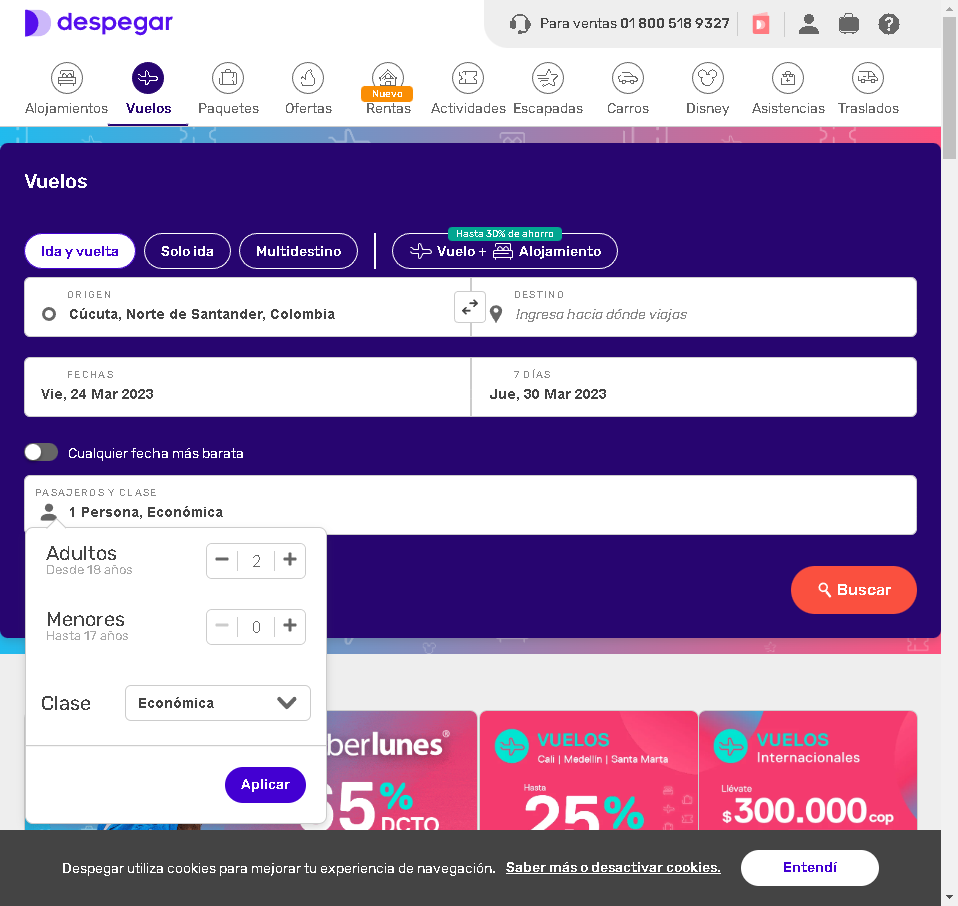 despegar
Para ventas 01 800 518 9327
Alojamientos
Vuelos
Paquetes
Ofertas
Nuevo
Rentas
Actividades
Escapadas
Carros
Disney
Asistencias
Traslados
Vuelos
Ida y vuelta
Solo ida
Multidestino
Hasta 30% de ahorro
Vuelo + Alojamiento
ORIGEN
Cúcuta, Norte de Santander, Colombia
DESTINO
Ingresa hacia dónde viajas
FECHAS
Vie, 24 Mar 2023
7 DÍAS
Jue, 30 Mar 2023
Cualquier fecha más barata
PASAJEROS Y CLASE
1 Persona, Económica
Adultos
Desde 18 años
2
Menores
Hasta 17 años
0
Clase
Económica
Aplicar
Buscar
berlunes®
65%
DCTO
VUELOS
Cali | Medellín | Santa Marta
Hasta
25%
VUELOS
Internacionales
Llévate
$300.000 cop
Despegar utiliza cookies para mejorar tu experiencia de navegación. Saber más o desactivar cookies.
Entendí